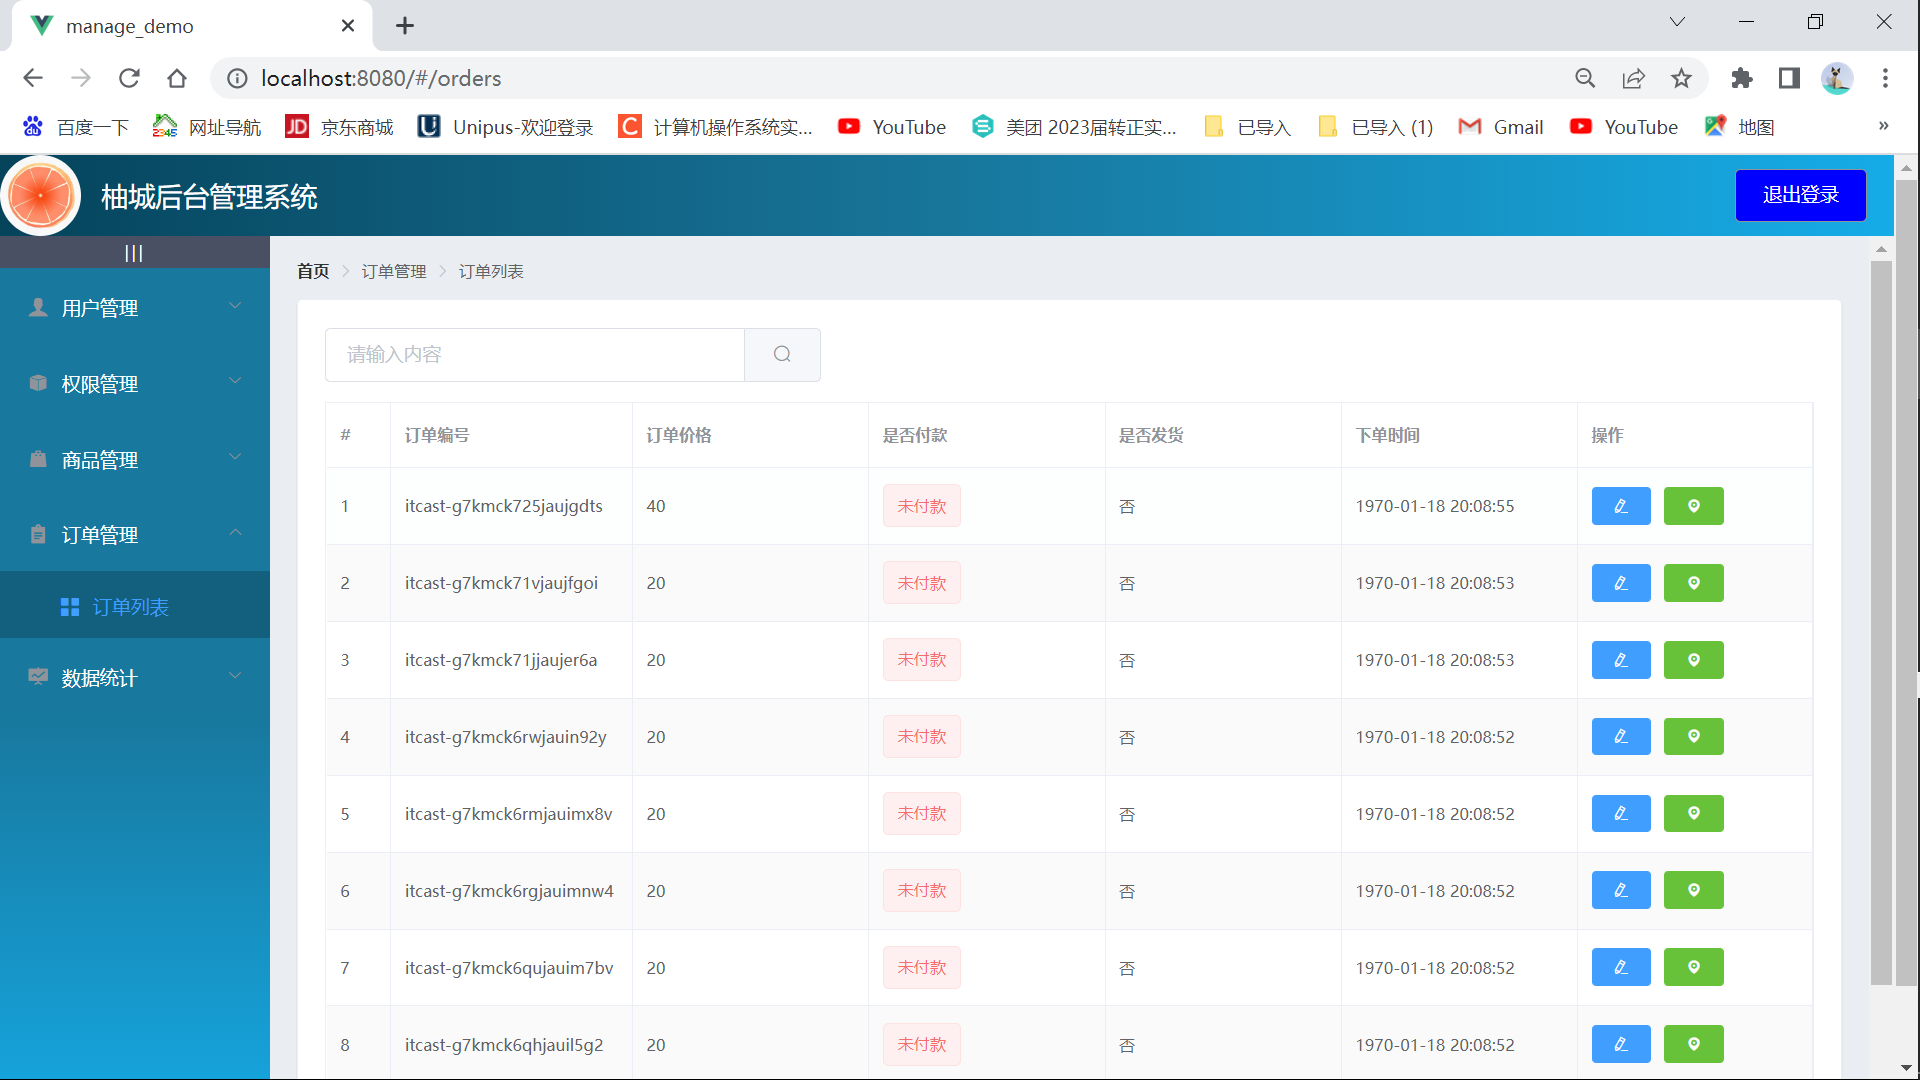 manage_demo
localhost:8080/#/orders
百度一下 网址导航 京东商城 Unipus-欢迎登录 计算机操作系统实... YouTube 美团 2023届转正实... 已导入 已导入 (1) Gmail YouTube 地图 »
柚城后台管理系统 退出登录
|||
首页 订单管理 订单列表
用户管理
权限管理
商品管理
订单管理
订单列表
数据统计
请输入内容
# 订单编号 订单价格 是否付款 是否发货 下单时间 操作
1 itcast-g7kmck725jaujgdts 40 未付款 否 1970-01-18 20:08:55
2 itcast-g7kmck71vjaujfgoi 20 未付款 否 1970-01-18 20:08:53
3 itcast-g7kmck71jjaujer6a 20 未付款 否 1970-01-18 20:08:53
4 itcast-g7kmck6rwjauin92y 20 未付款 否 1970-01-18 20:08:52
5 itcast-g7kmck6rmjauimx8v 20 未付款 否 1970-01-18 20:08:52
6 itcast-g7kmck6rgjauimnw4 20 未付款 否 1970-01-18 20:08:52
7 itcast-g7kmck6qujauim7bv 20 未付款 否 1970-01-18 20:08:52
8 itcast-g7kmck6qhjauil5g2 20 未付款 否 1970-01-18 20:08:52